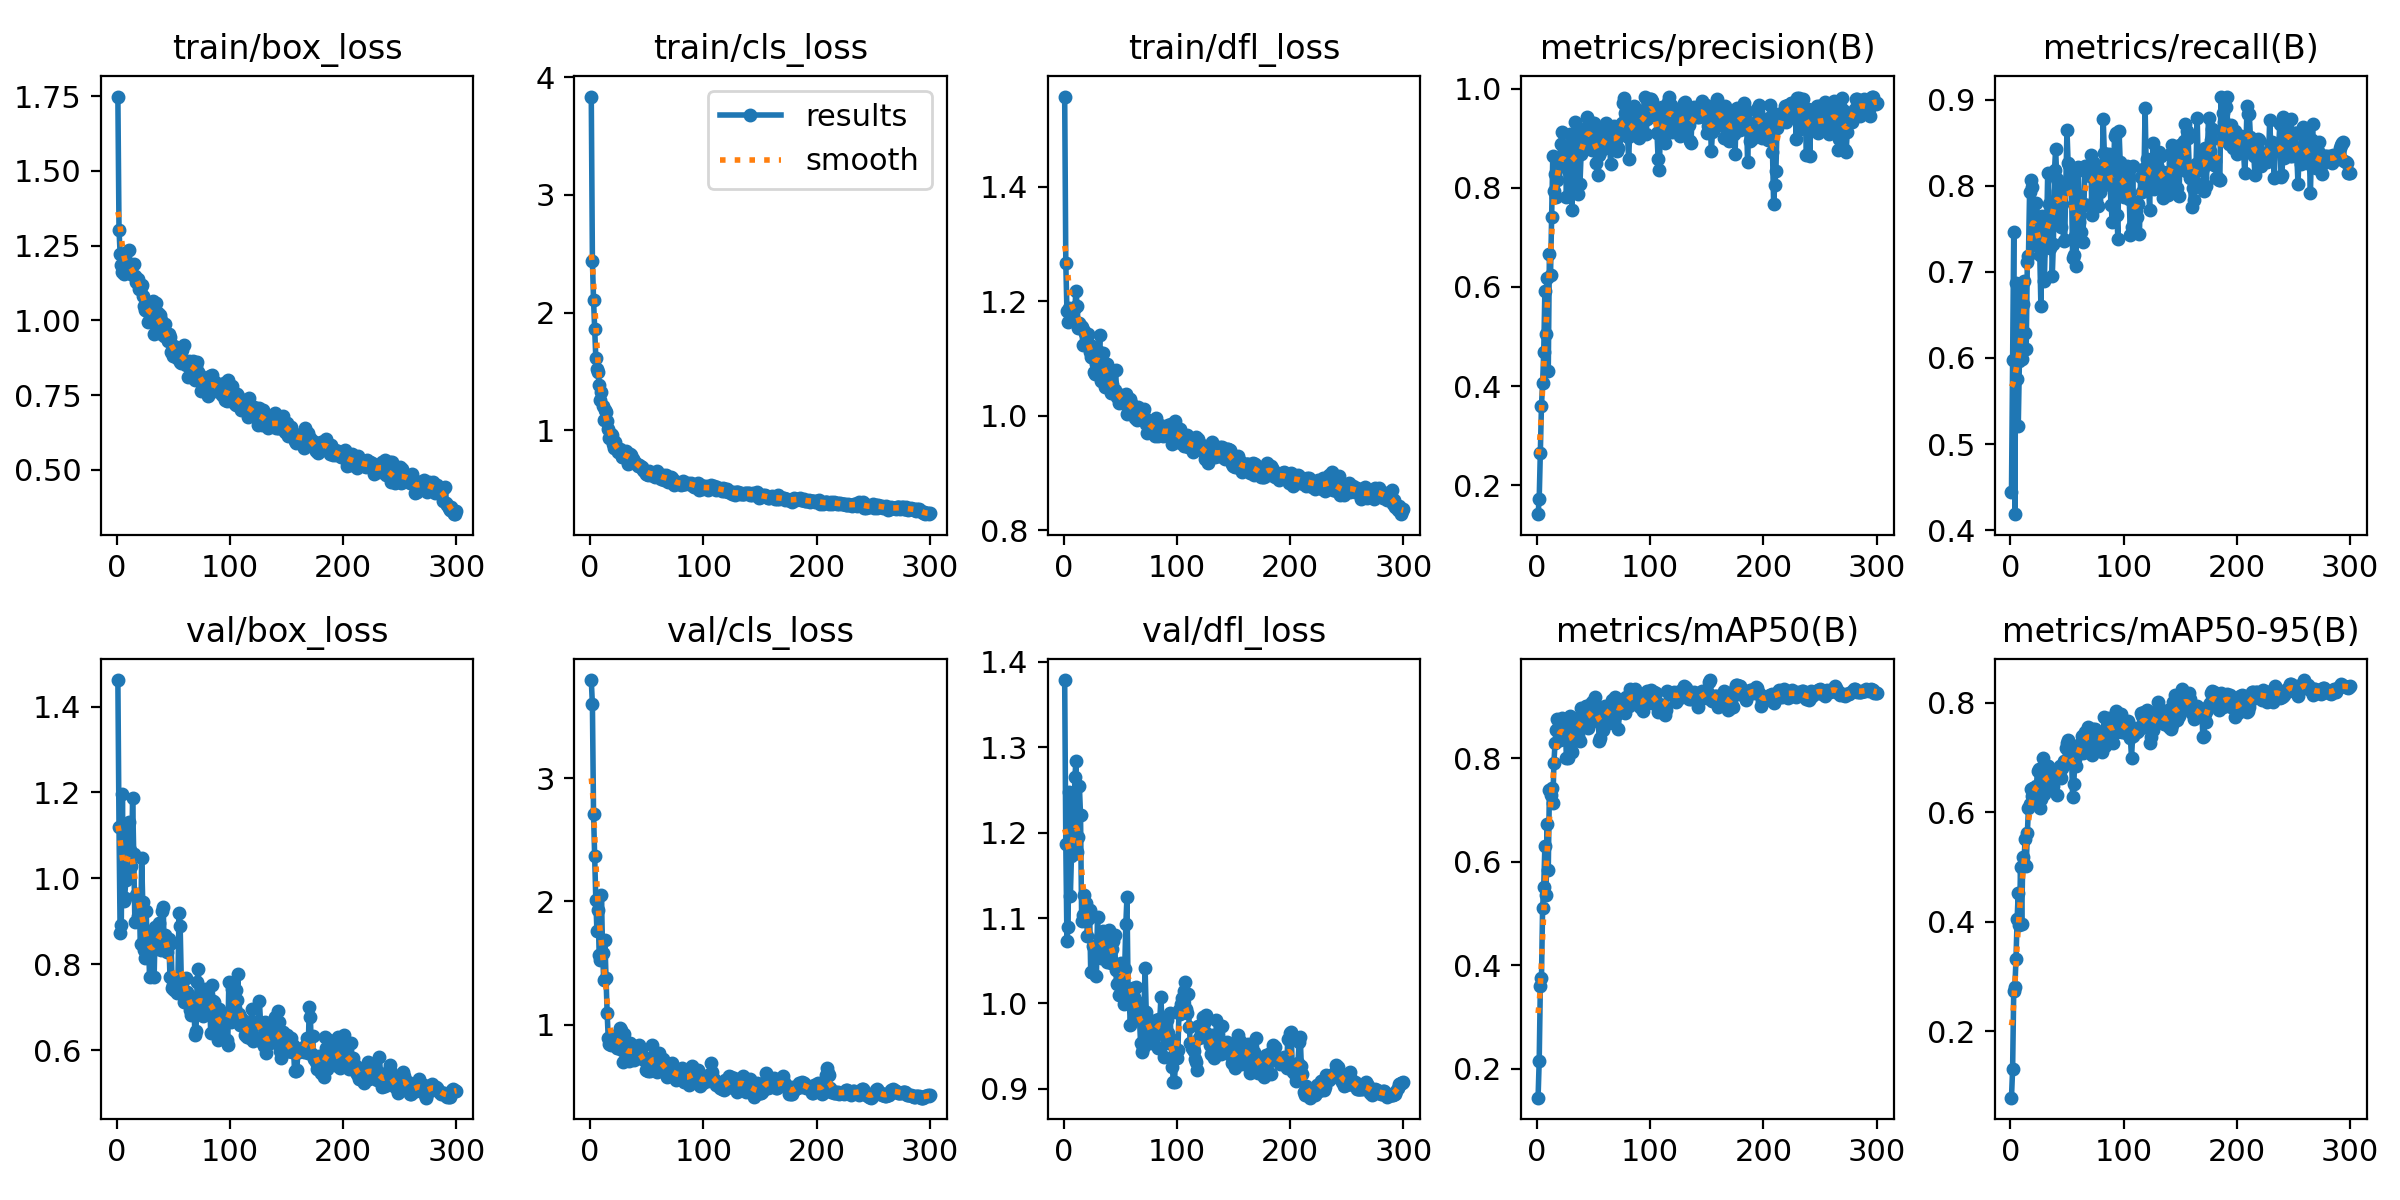 train/box_loss
1.75
1.50
1.25
1.00
0.75
0.50
0 100 200 300
train/cls_loss
results
smooth
4
3
2
1
0 100 200 300
train/dfl_loss
1.4
1.2
1.0
0.8
0 100 200 300
metrics/precision(B)
1.0
0.8
0.6
0.4
0.2
0 100 200 300
metrics/recall(B)
0.9
0.8
0.7
0.6
0.5
0.4
0 100 200 300
val/box_loss
1.4
1.2
1.0
0.8
0.6
0 100 200 300
val/cls_loss
3
2
1
0 100 200 300
val/dfl_loss
1.4
1.3
1.2
1.1
1.0
0.9
0 100 200 300
metrics/mAP50(B)
0.8
0.6
0.4
0.2
0 100 200 300
metrics/mAP50-95(B)
0.8
0.6
0.4
0.2
0 100 200 300